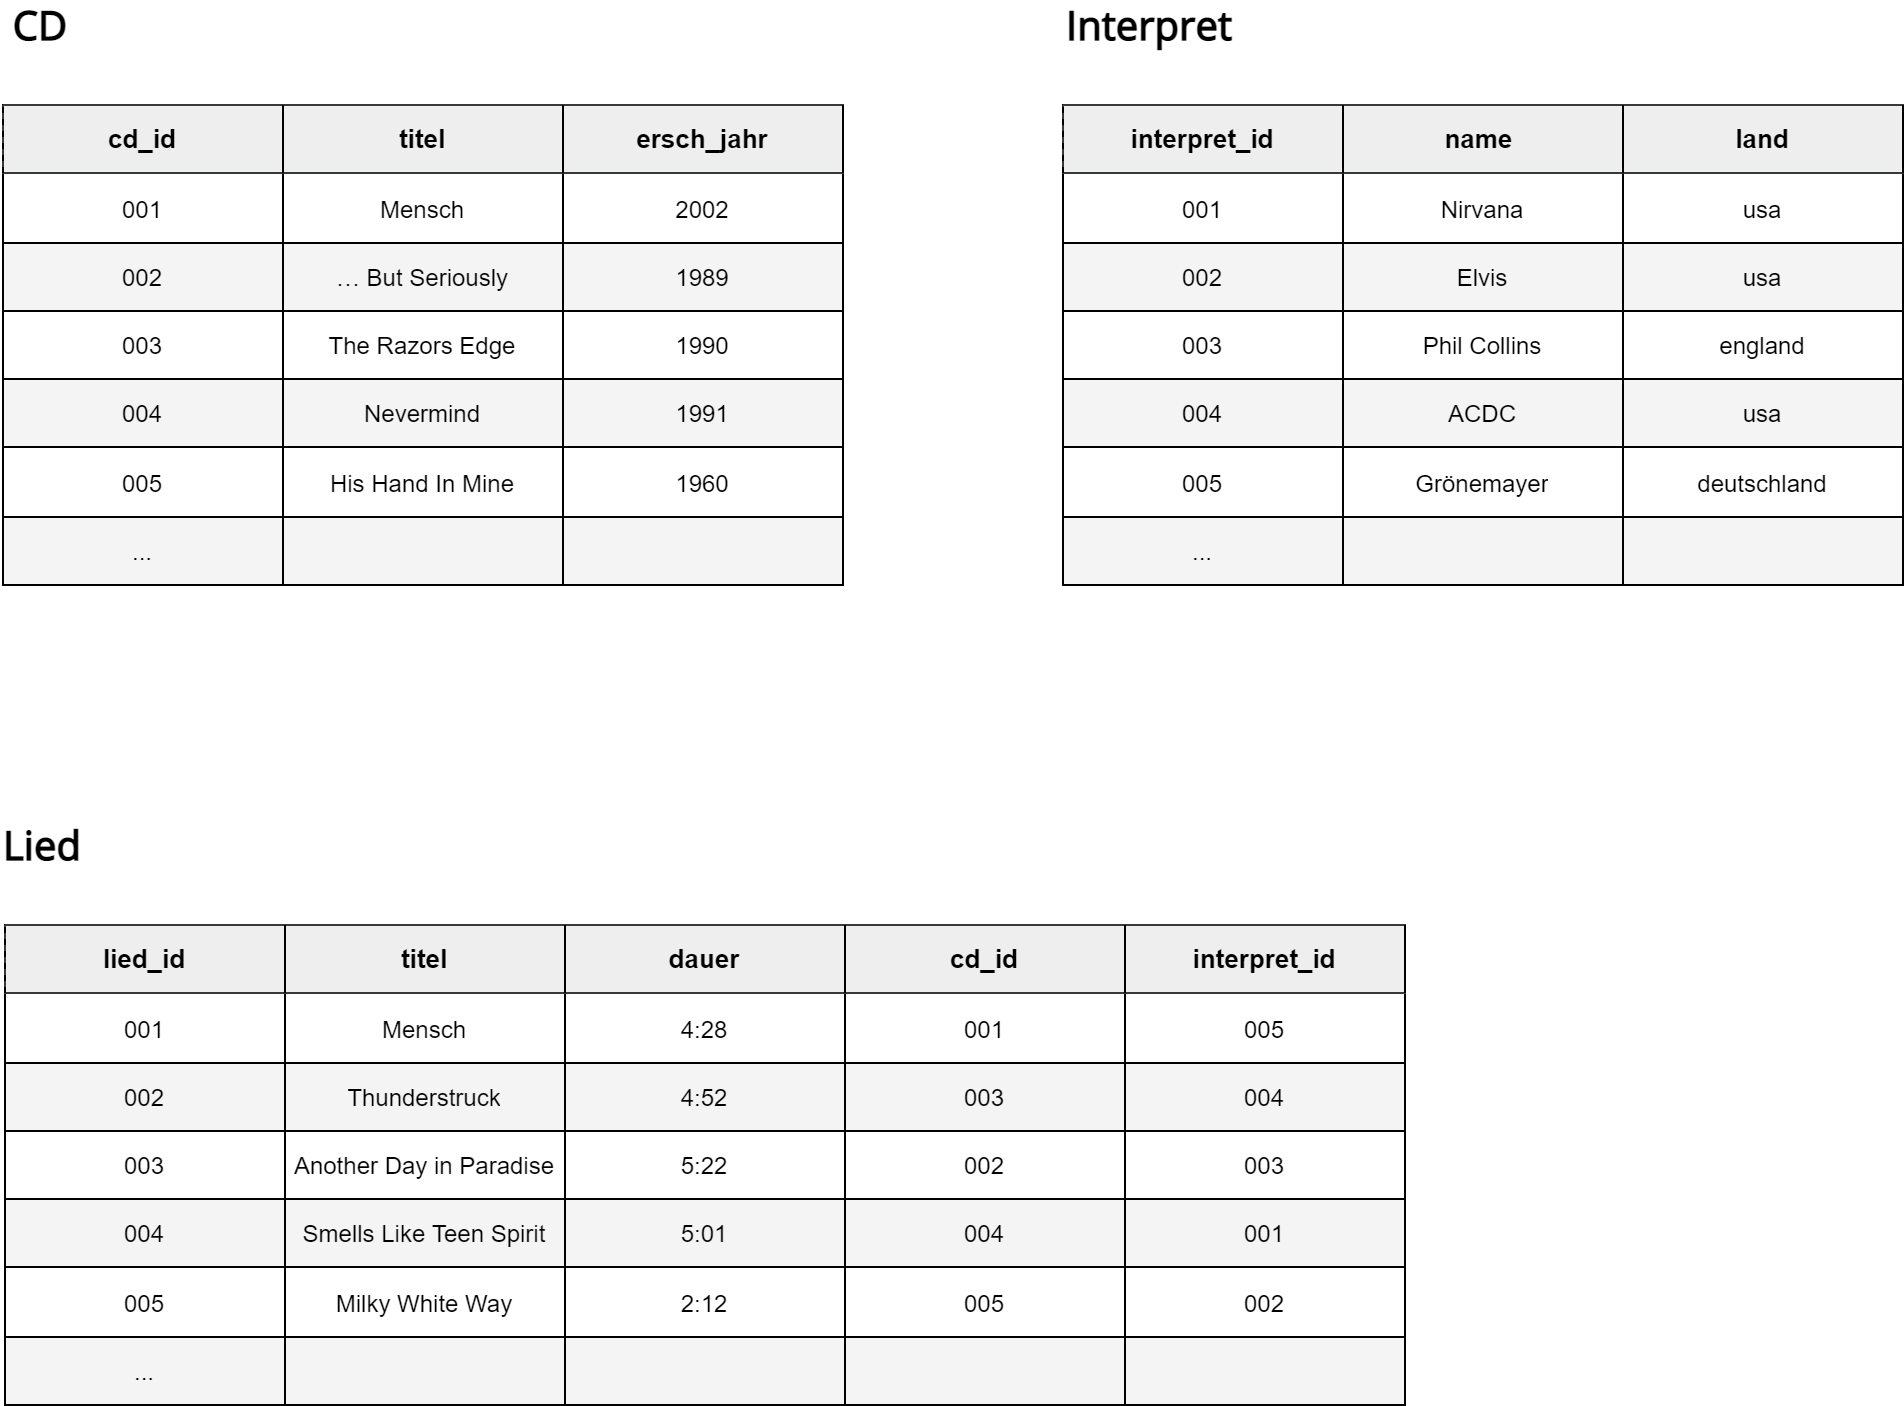 CD
cd_id titel ersch_jahr
001 Mensch 2002
002 … But Seriously 1989
003 The Razors Edge 1990
004 Nevermind 1991
005 His Hand In Mine 1960
...
Interpret
interpret_id name land
001 Nirvana usa
002 Elvis usa
003 Phil Collins england
004 ACDC usa
005 Grönemayer deutschland
...
Lied
lied_id titel dauer cd_id interpret_id
001 Mensch 4:28 001 005
002 Thunderstruck 4:52 003 004
003 Another Day in Paradise 5:22 002 003
004 Smells Like Teen Spirit 5:01 004 001
005 Milky White Way 2:12 005 002
...